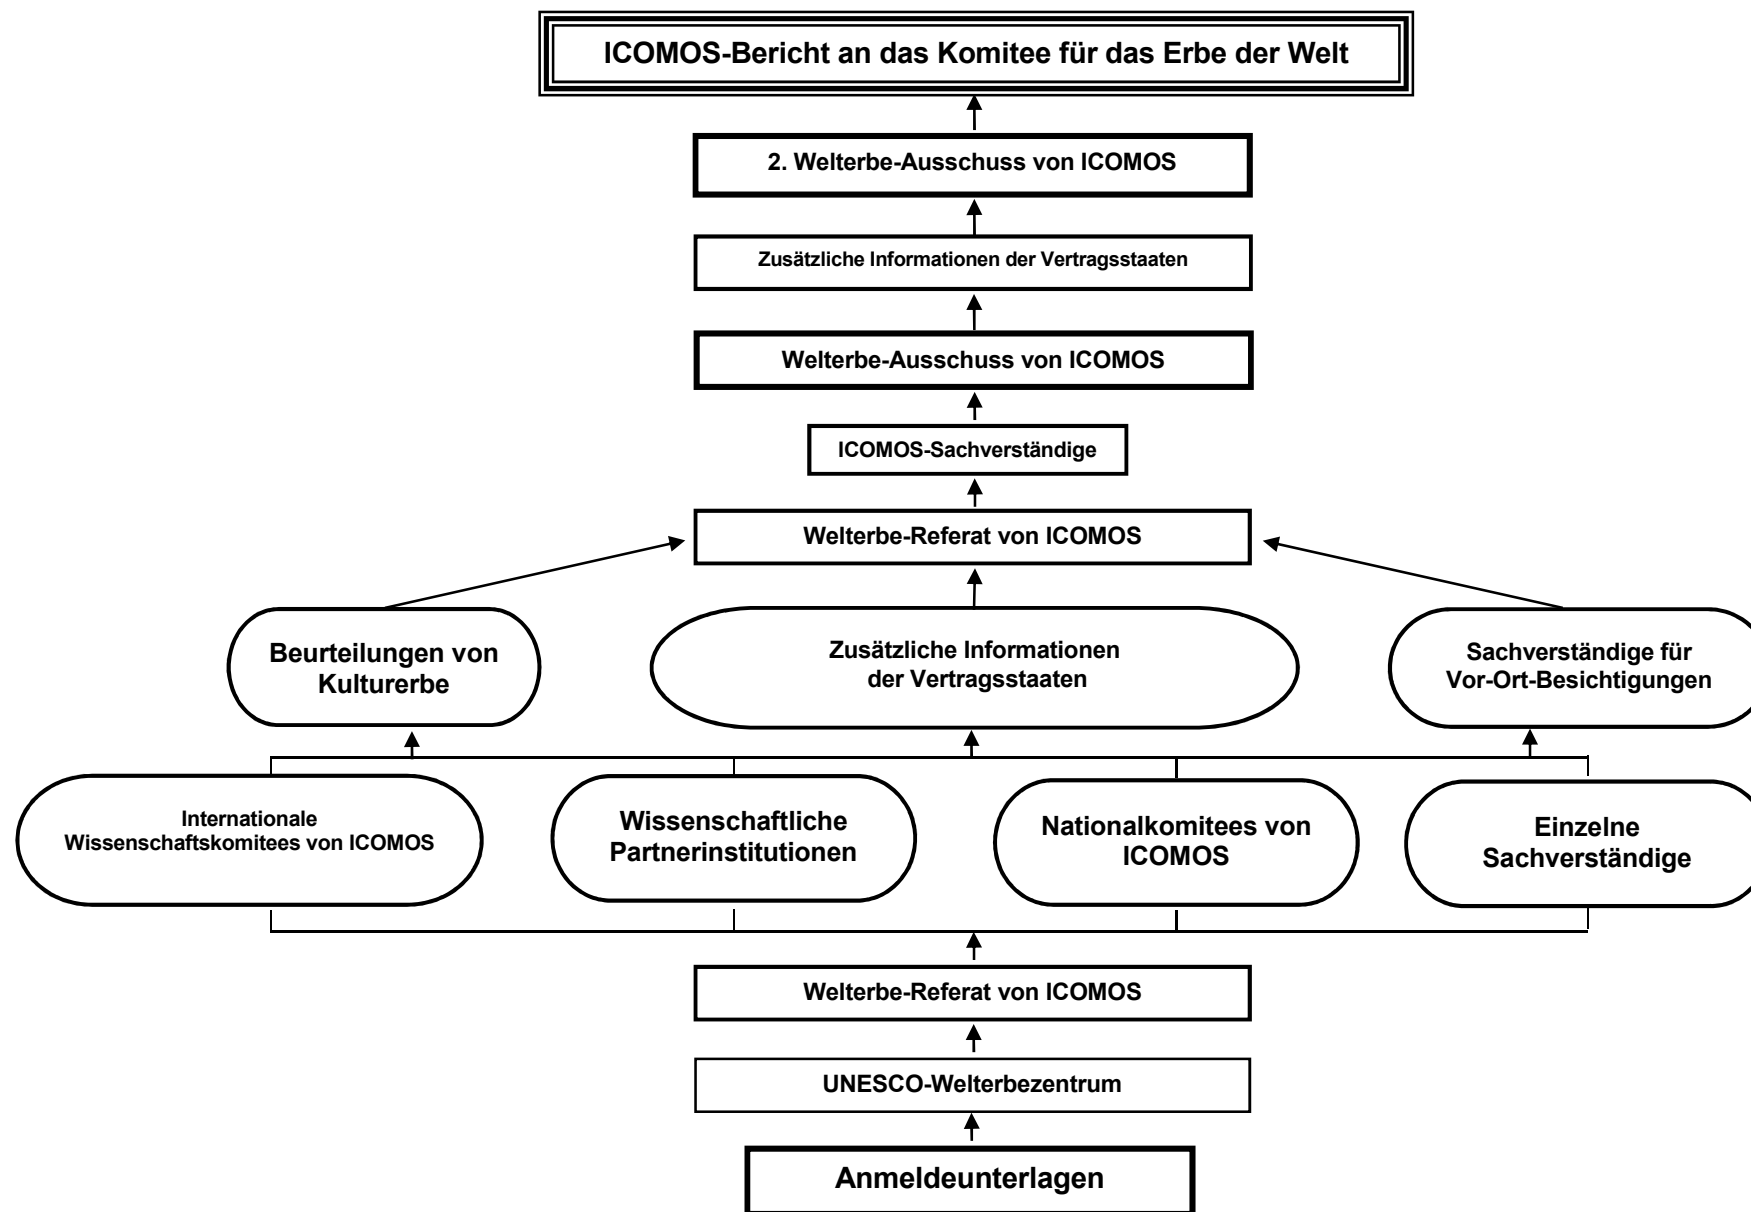 ICOMOS-Bericht an das Komitee für das Erbe der Welt
2. Welterbe-Ausschuss von ICOMOS
Zusätzliche Informationen der Vertragsstaaten
Welterbe-Ausschuss von ICOMOS
ICOMOS-Sachverständige
Welterbe-Referat von ICOMOS
Beurteilungen von
Kulturerbe
Zusätzliche Informationen
der Vertragsstaaten
Sachverständige für
Vor-Ort-Besichtigungen
Internationale
Wissenschaftskomitees von ICOMOS
Wissenschaftliche
Partnerinstitutionen
Nationalkomitees von
ICOMOS
Einzelne
Sachverständige
Welterbe-Referat von ICOMOS
UNESCO-Welterbezentrum
Anmeldeunterlagen